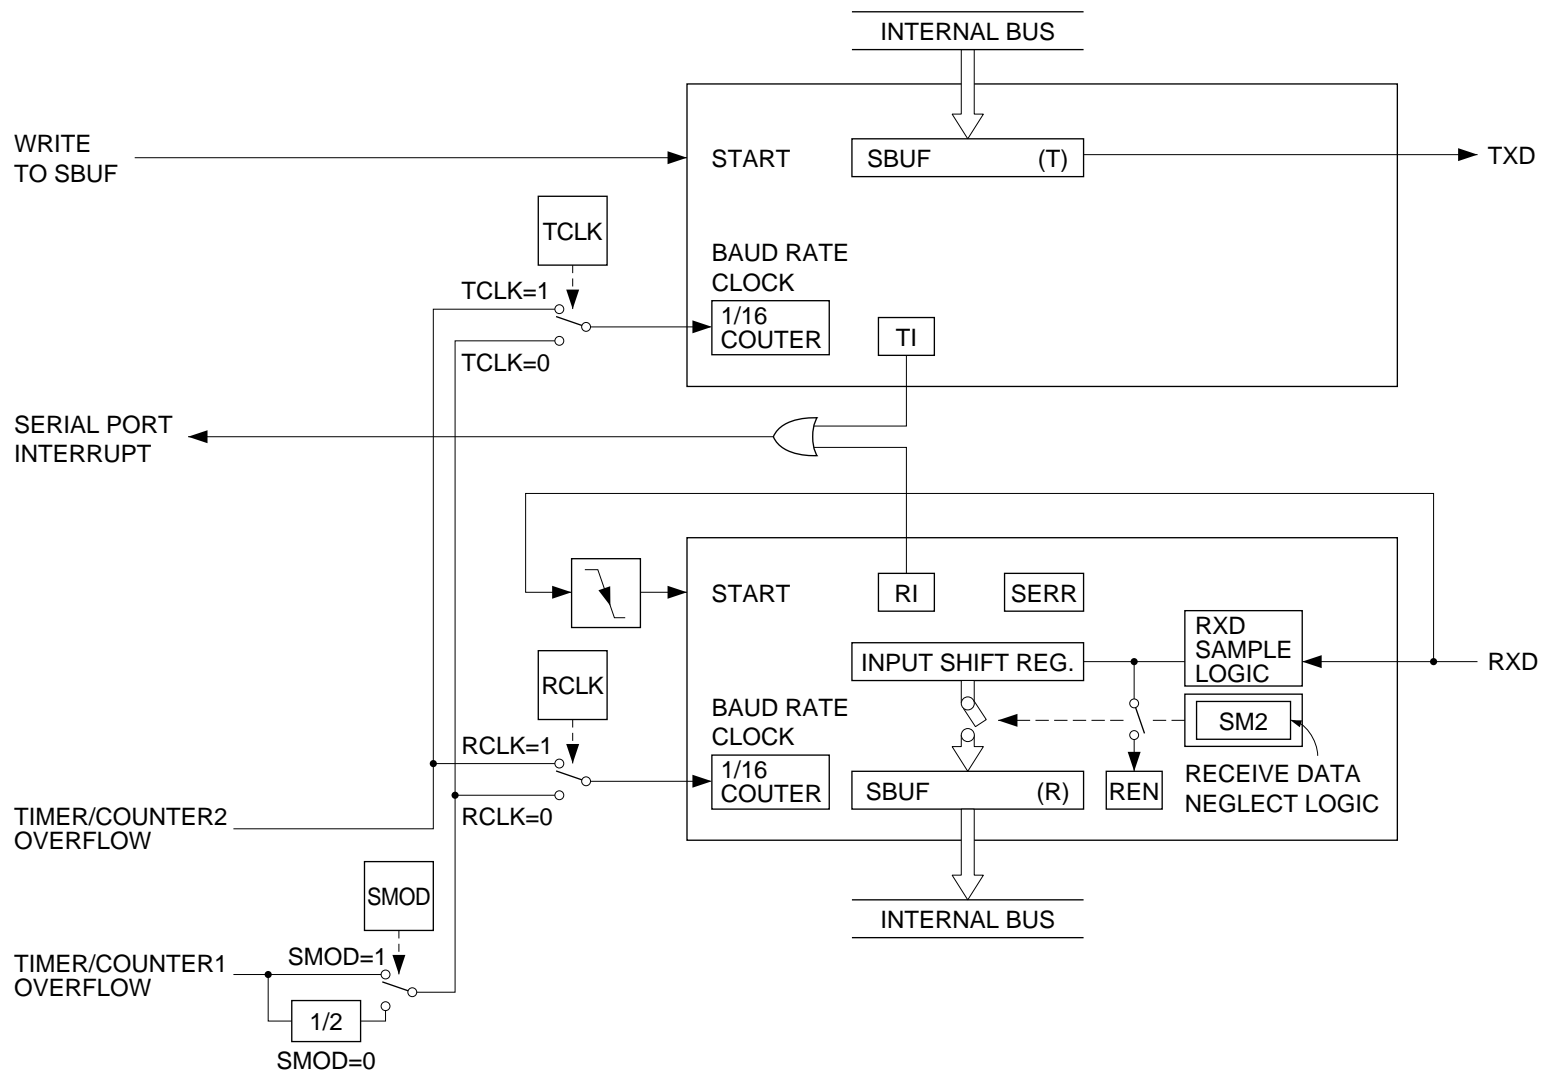 INTERNAL BUS
WRITE
TO SBUF
START
SBUF (T)
TXD
TCLK
BAUD RATE
CLOCK
TCLK=1
1/16
COUTER
TI
TCLK=0
SERIAL PORT
INTERRUPT
START
RI
SERR
RXD
SAMPLE
LOGIC
INPUT SHIFT REG.
RXD
RCLK
BAUD RATE
CLOCK
SM2
RCLK=1
1/16
COUTER
SBUF (R)
REN
RECEIVE DATA
NEGLECT LOGIC
RCLK=0
TIMER/COUNTER2
OVERFLOW
SMOD
INTERNAL BUS
SMOD=1
TIMER/COUNTER1
OVERFLOW
1/2
SMOD=0